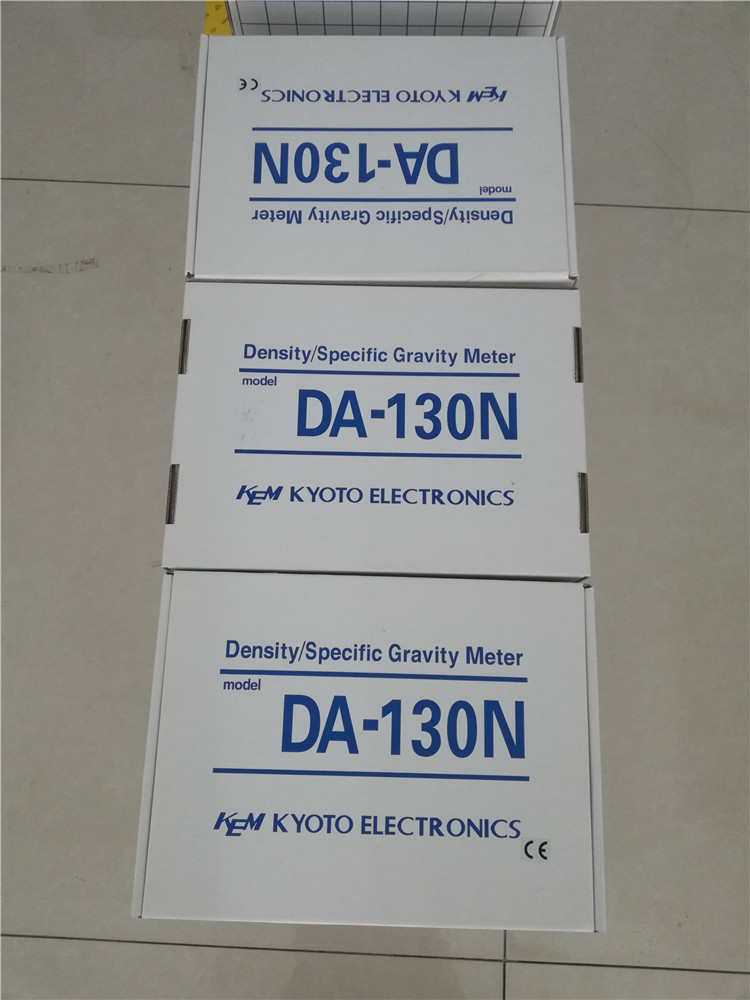 Density/Specific Gravity Meter
model
DA-130N
KEM KYOTO ELECTRONICS
CE
Density/Specific Gravity Meter
model
DA-130N
KEM KYOTO ELECTRONICS
Density/Specific Gravity Meter
model
DA-130N
KEM KYOTO ELECTRONICS
CE